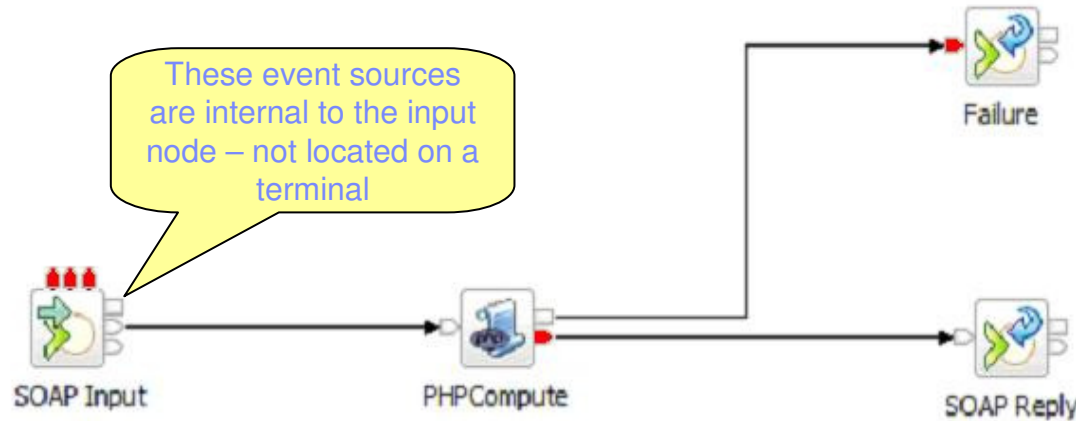 These event sources
are internal to the input
node – not located on a
terminal
Failure
SOAP Input
PHPCompute
SOAP Reply
php